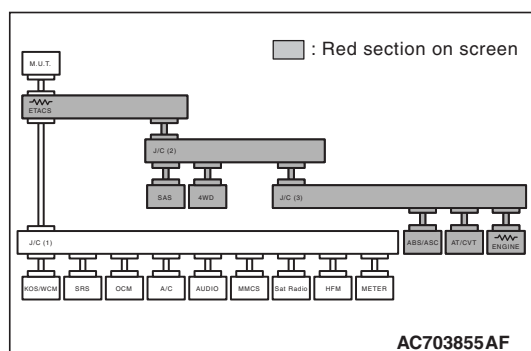 M.U.T.
: Red section on screen
ETACS
J/C (2)
SAS 4WD J/C (3)
J/C (1) ABS/ASC AT/CVT ENGINE
KOS/WCM SRS OCM A/C AUDIO MMCS Sat Radio HFM METER
AC703855AF